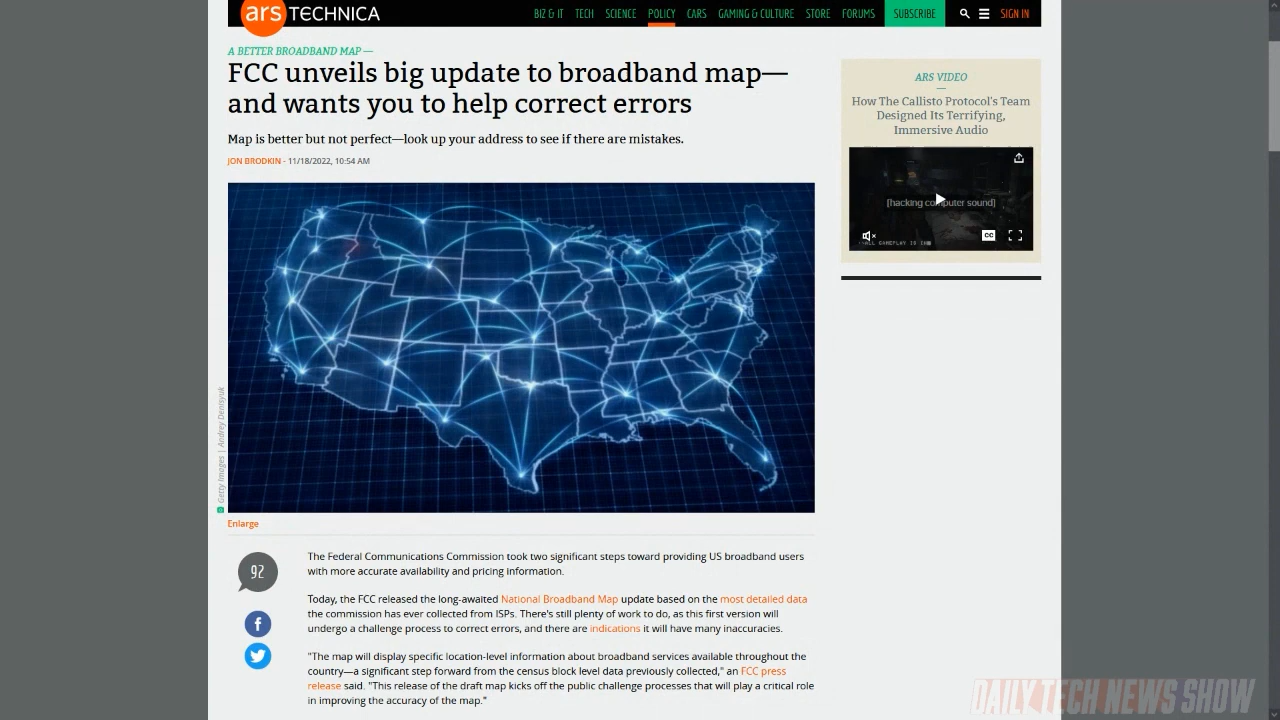 ars TECHNICA
BIZ & IT TECH SCIENCE POLICY CARS GAMING & CULTURE STORE FORUMS SUBSCRIBE SIGN IN
A BETTER BROADBAND MAP —
FCC unveils big update to broadband map—
and wants you to help correct errors
Map is better but not perfect—look up your address to see if there are mistakes.
JON BRODKIN - 11/18/2022, 10:54 AM
ARS VIDEO
How The Callisto Protocol's Team
Designed Its Terrifying,
Immersive Audio
[hacking computer sound]
CC
ALL GAMEPLAY IS
Getty Images | Andrey Denisyuk
Enlarge
92
The Federal Communications Commission took two significant steps toward providing US broadband users
with more accurate availability and pricing information.
Today, the FCC released the long-awaited National Broadband Map update based on the most detailed data
the commission has ever collected from ISPs. There's still plenty of work to do, as this first version will
undergo a challenge process to correct errors, and there are indications it will have many inaccuracies.
"The map will display specific location-level information about broadband services available throughout the
country—a significant step forward from the census block level data previously collected," an FCC press
release said. "This release of the draft map kicks off the public challenge processes that will play a critical role
in improving the accuracy of the map."
DAILY TECH NEWS SHOW